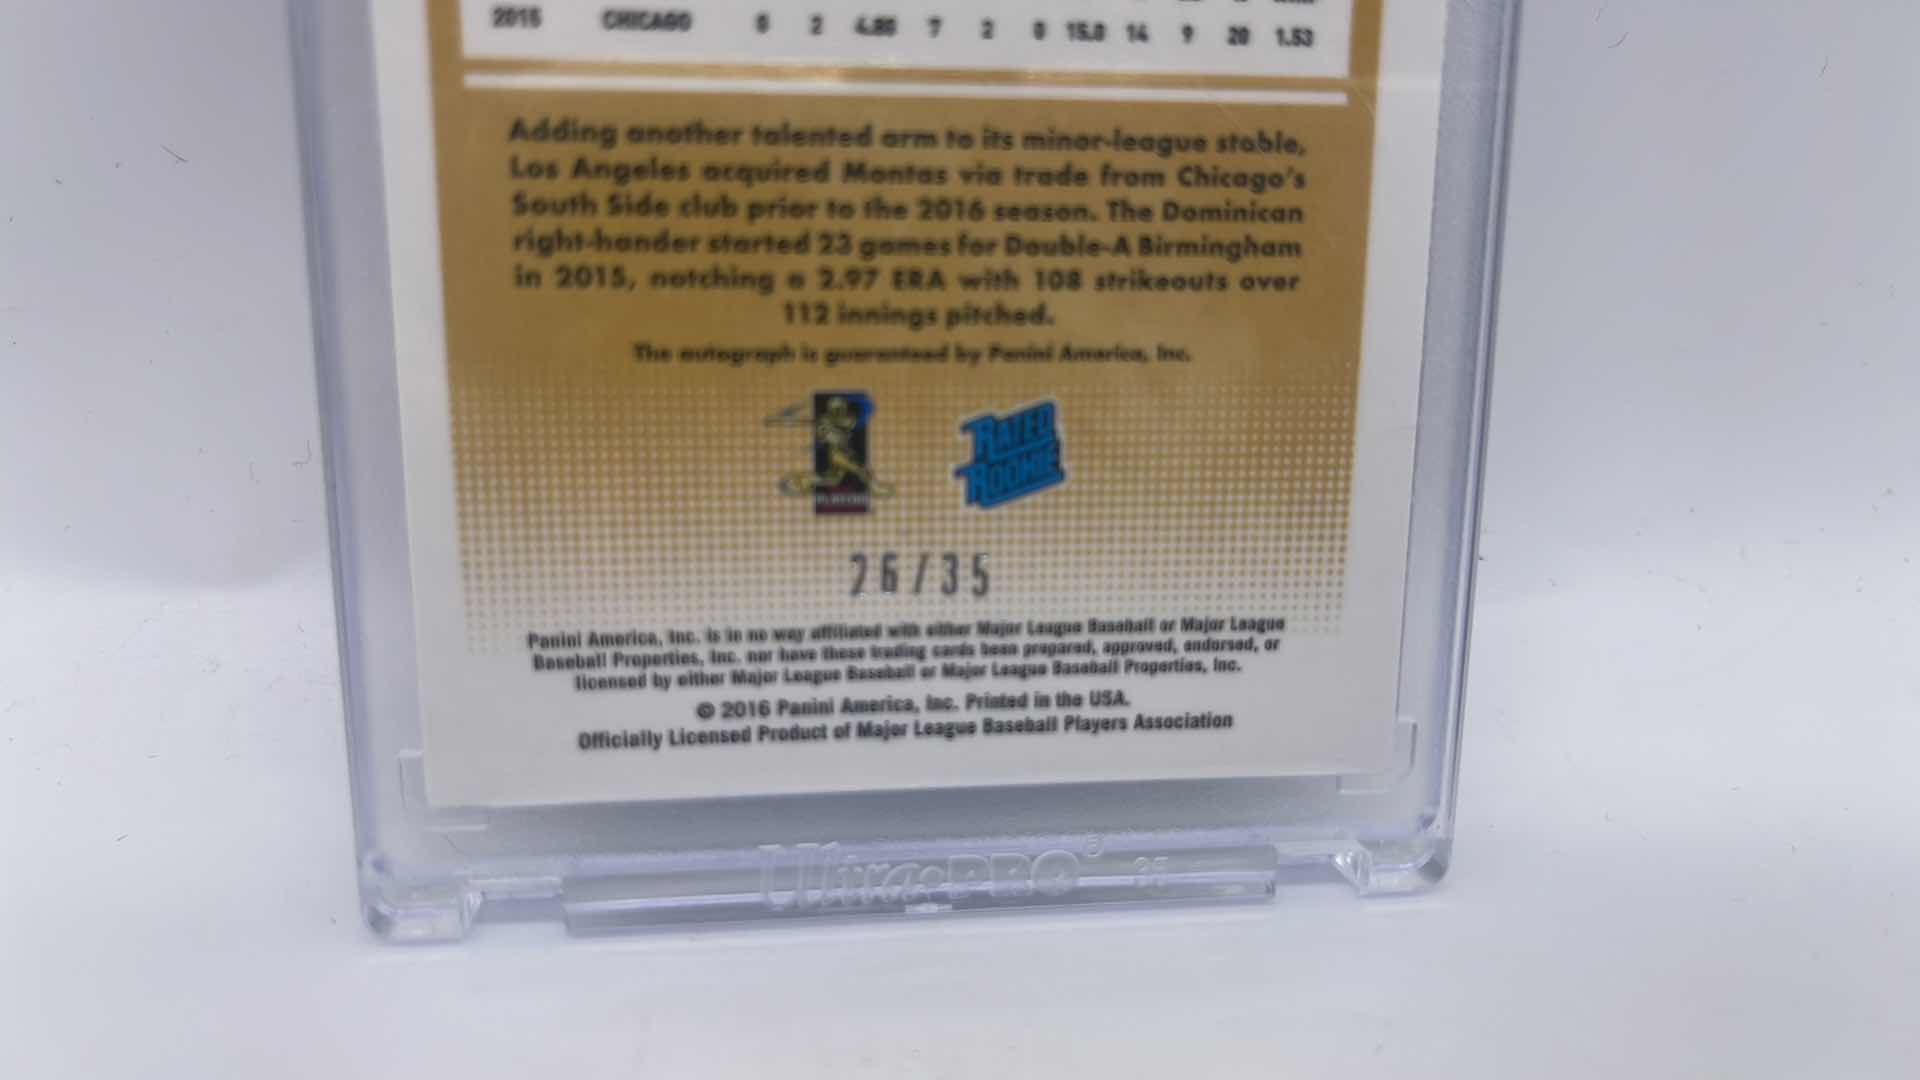 2015 CHICAGO 0 2 4.80 7 2 0 15.0 14 9 20 1.53
Adding another talented arm to its minor-league stable,
Los Angeles acquired Montas via trade from Chicago's
South Side club prior to the 2016 season. The Dominican
right-hander started 23 games for Double-A Birmingham
in 2015, notching a 2.97 ERA with 108 strikeouts over
112 innings pitched.
The autograph is guaranteed by Panini America, Inc.
RATED
ROOKIE
26/35
Panini America, Inc. is in no way affiliated with either Major League Baseball or Major League
Baseball Properties, Inc. nor have these trading cards been prepared, approved, endorsed, or
licensed by either Major League Baseball or Major League Baseball Properties, Inc.
© 2016 Panini America, Inc. Printed in the USA.
Officially Licensed Product of Major League Baseball Players Association
Ultra•PRO® 35